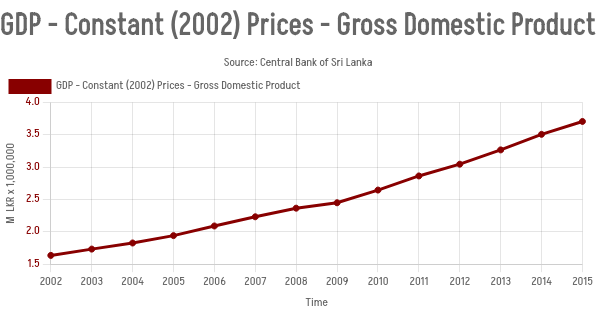 GDP - Constant (2002) Prices - Gross Domestic Product
Source: Central Bank of Sri Lanka
GDP - Constant (2002) Prices - Gross Domestic Product
4.0
3.5
3.0
2.5
2.0
1.5
M LKR x 1,000,000
2002 2003 2004 2005 2006 2007 2008 2009 2010 2011 2012 2013 2014 2015
Time